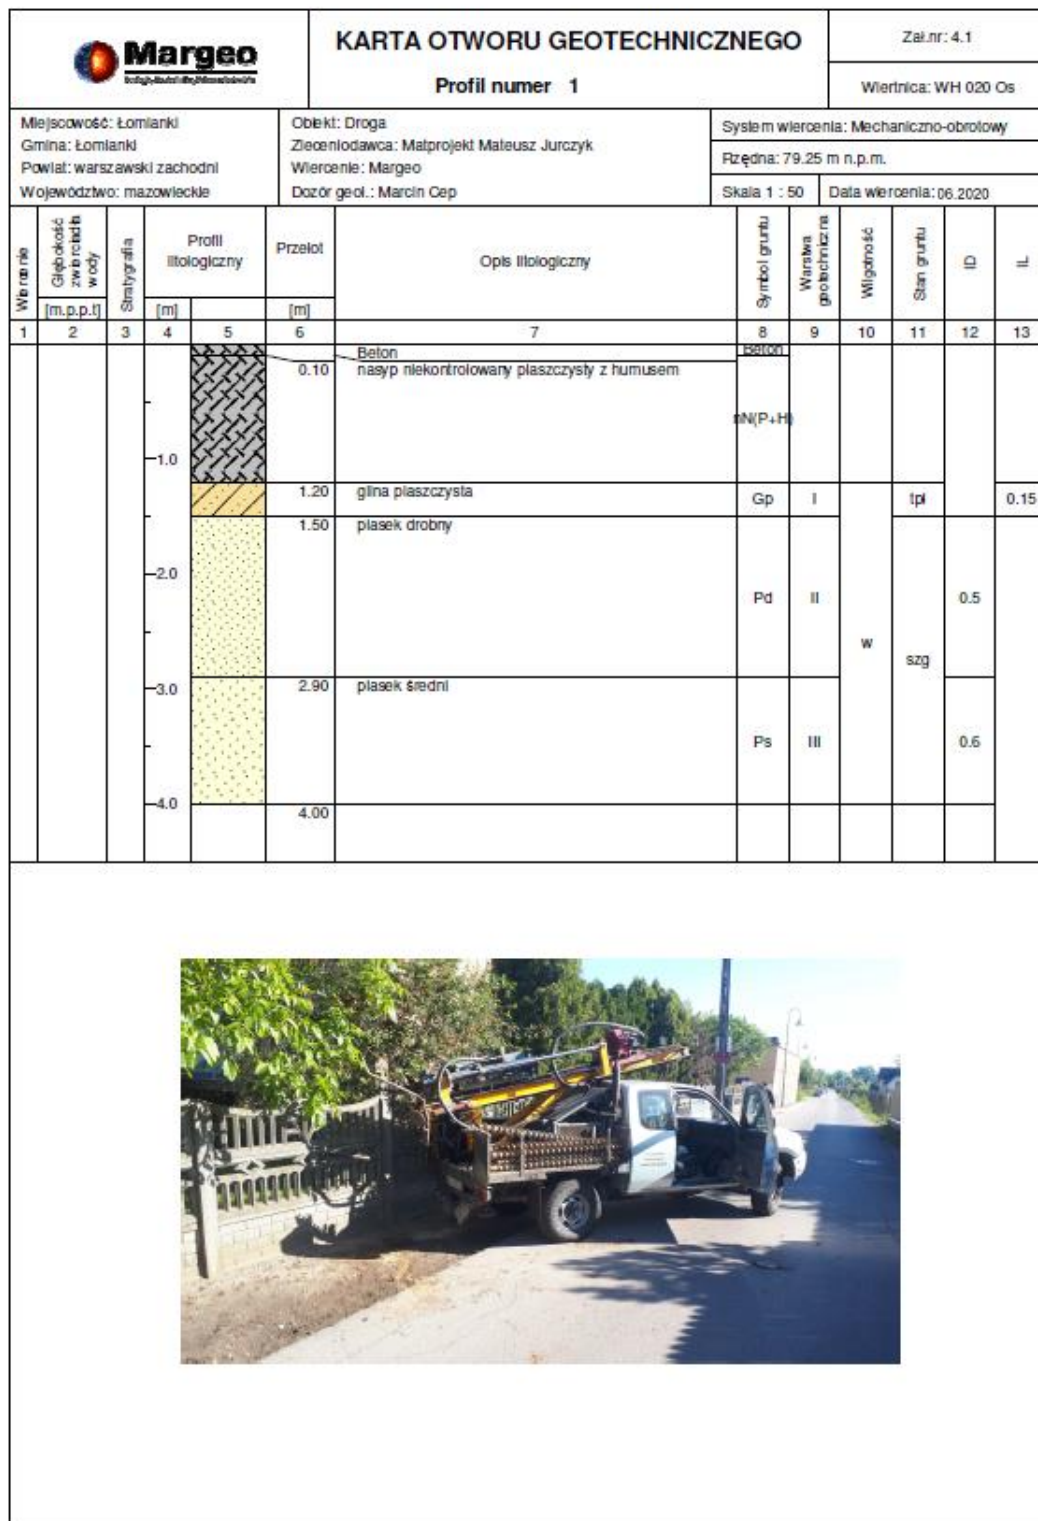 Margeo
KARTA OTWORU GEOTECHNICZNEGO
Profil numer 1
Zał.nr: 4.1
Wiertnica: WH 020 Os
Miejscowość: Łomianki
Gmina: Łomianki
Powiat: warszawski zachodni
Województwo: mazowieckie
Obiekt: Droga
Zleceniodawca: Matprojekt Mateusz Jurczyk
Wiercenie: Margeo
Dozór geol.: Marcin Cep
System wiercenia: Mechaniczno-obrotowy
Rzędna: 79.25 m n.p.m.
Skala 1 : 50 Data wiercenia: 06.2020
Wiercenie
Głębokość zwierciadła wody
[m.p.p.t]
Stratygrafia
Profil litologiczny
[m]
Przelot
[m]
Opis litologiczny
Symbol gruntu
Warstwa geotechniczna
Wilgotność
Stan gruntu
ID
IL
1 2 3 4 5 6 7 8 9 10 11 12 13
Beton Beton
0.10 nasyp niekontrolowany piaszczysty z humusem
nN(P+H)
1.0
1.20 glina piaszczysta Gp I tpl 0.15
1.50 piasek drobny
2.0
Pd II 0.5
w
szg
2.90 piasek średni
3.0
Ps III 0.6
4.0
4.00